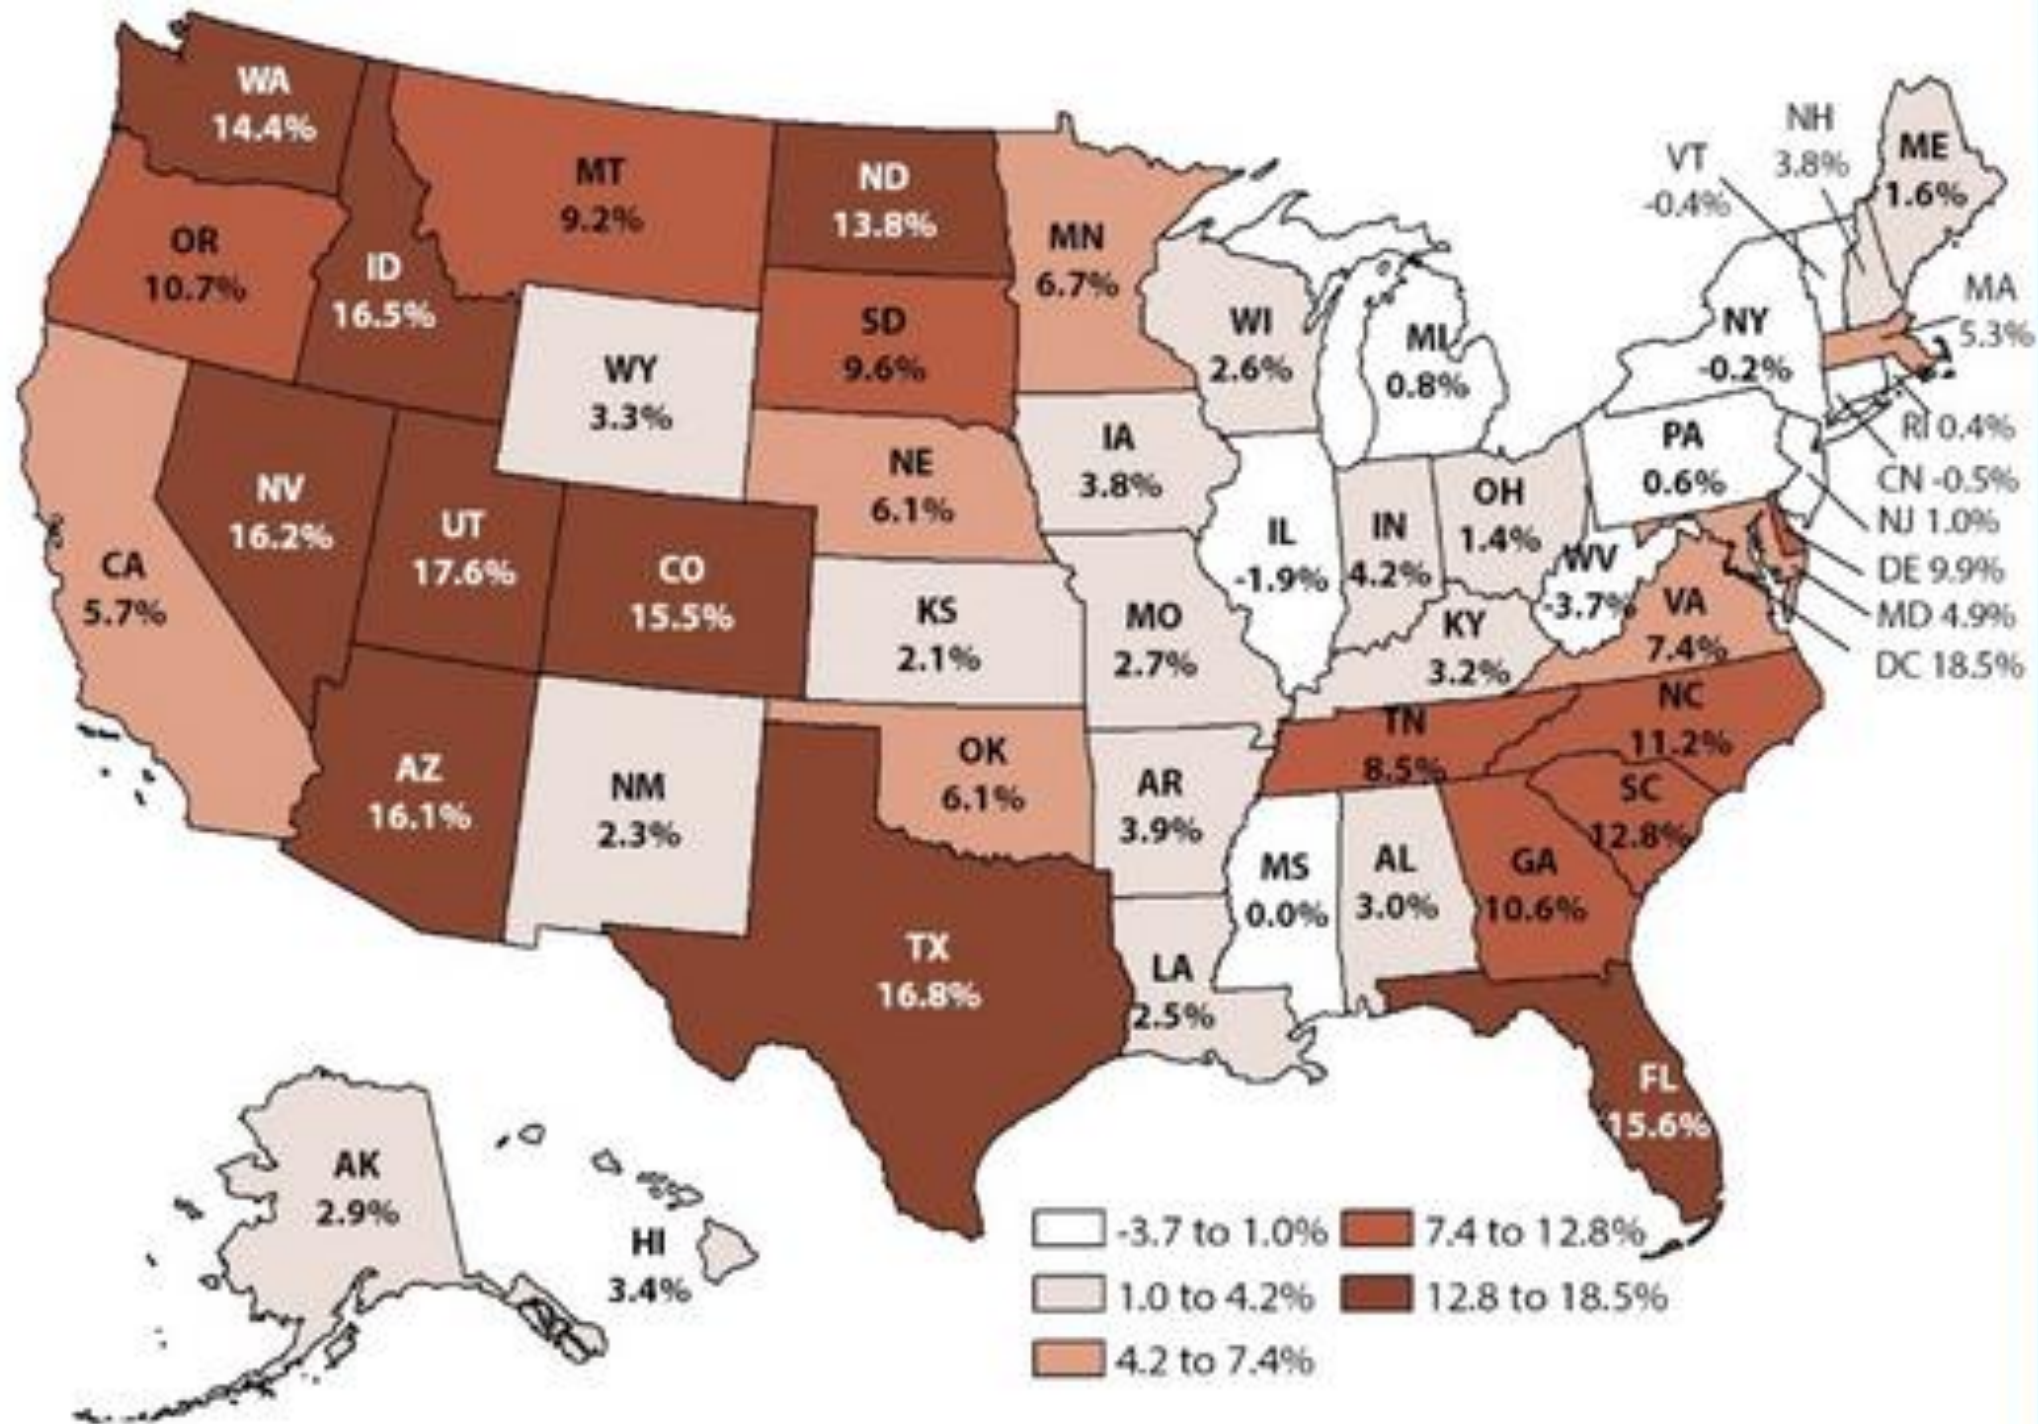 WA
14.4%
MT
9.2%
ND
13.8%
OR
10.7%
ID
16.5%
MN
6.7%
WI
2.6%
MI
0.8%
VT
-0.4%
NH
3.8%
ME
1.6%
MA
5.3%
NY
-0.2%
WY
3.3%
SD
9.6%
IA
3.8%
PA
0.6%
RI 0.4%
CN -0.5%
NJ 1.0%
DE 9.9%
MD 4.9%
DC 18.5%
NV
16.2%
UT
17.6%
CO
15.5%
NE
6.1%
IL
-1.9%
IN
4.2%
OH
1.4%
WV
-3.7%
VA
7.4%
CA
5.7%
KS
2.1%
MO
2.7%
KY
3.2%
TN
8.5%
NC
11.2%
SC
12.8%
AZ
16.1%
NM
2.3%
OK
6.1%
AR
3.9%
MS
0.0%
AL
3.0%
GA
10.6%
TX
16.8%
LA
2.5%
FL
15.6%
AK
2.9%
HI
3.4%
-3.7 to 1.0%
1.0 to 4.2%
4.2 to 7.4%
7.4 to 12.8%
12.8 to 18.5%